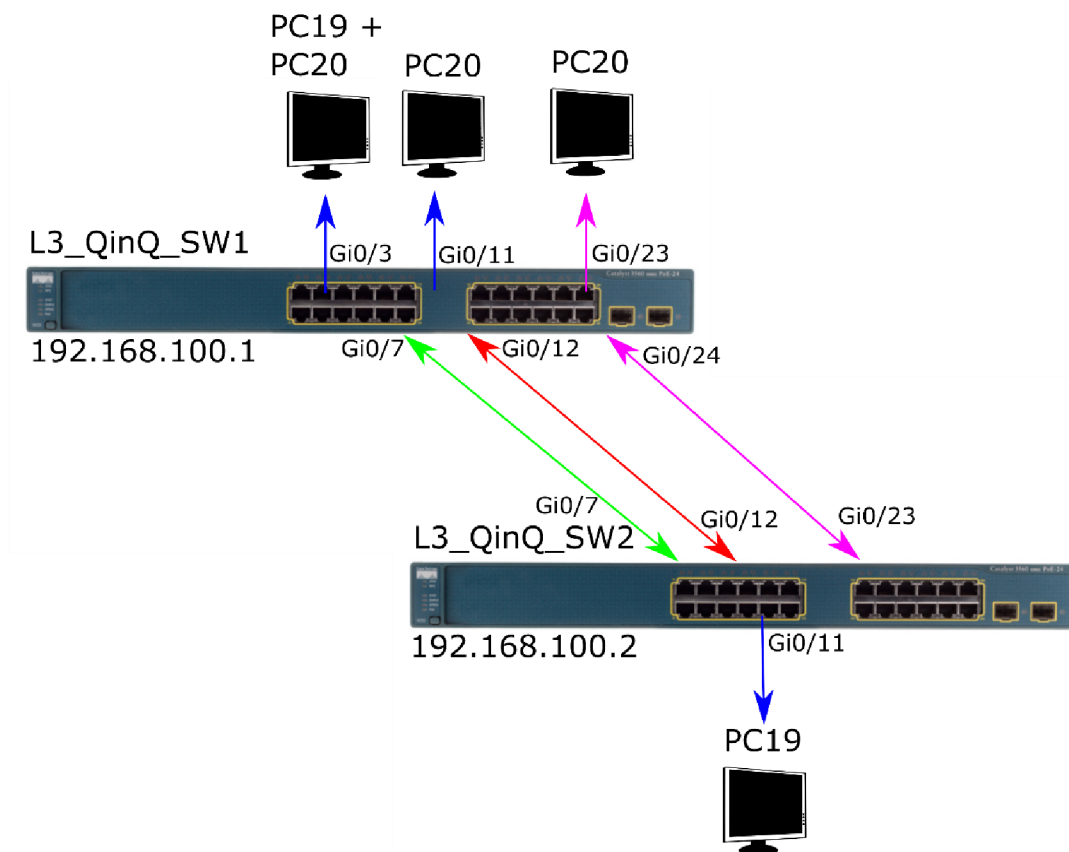 PC19 +
PC20
PC20
PC20
L3_QinQ_SW1
Gi0/3
Gi0/11
Gi0/23
192.168.100.1
Gi0/7
Gi0/12
Gi0/24
Gi0/7
Gi0/12
Gi0/23
L3_QinQ_SW2
192.168.100.2
Gi0/11
PC19